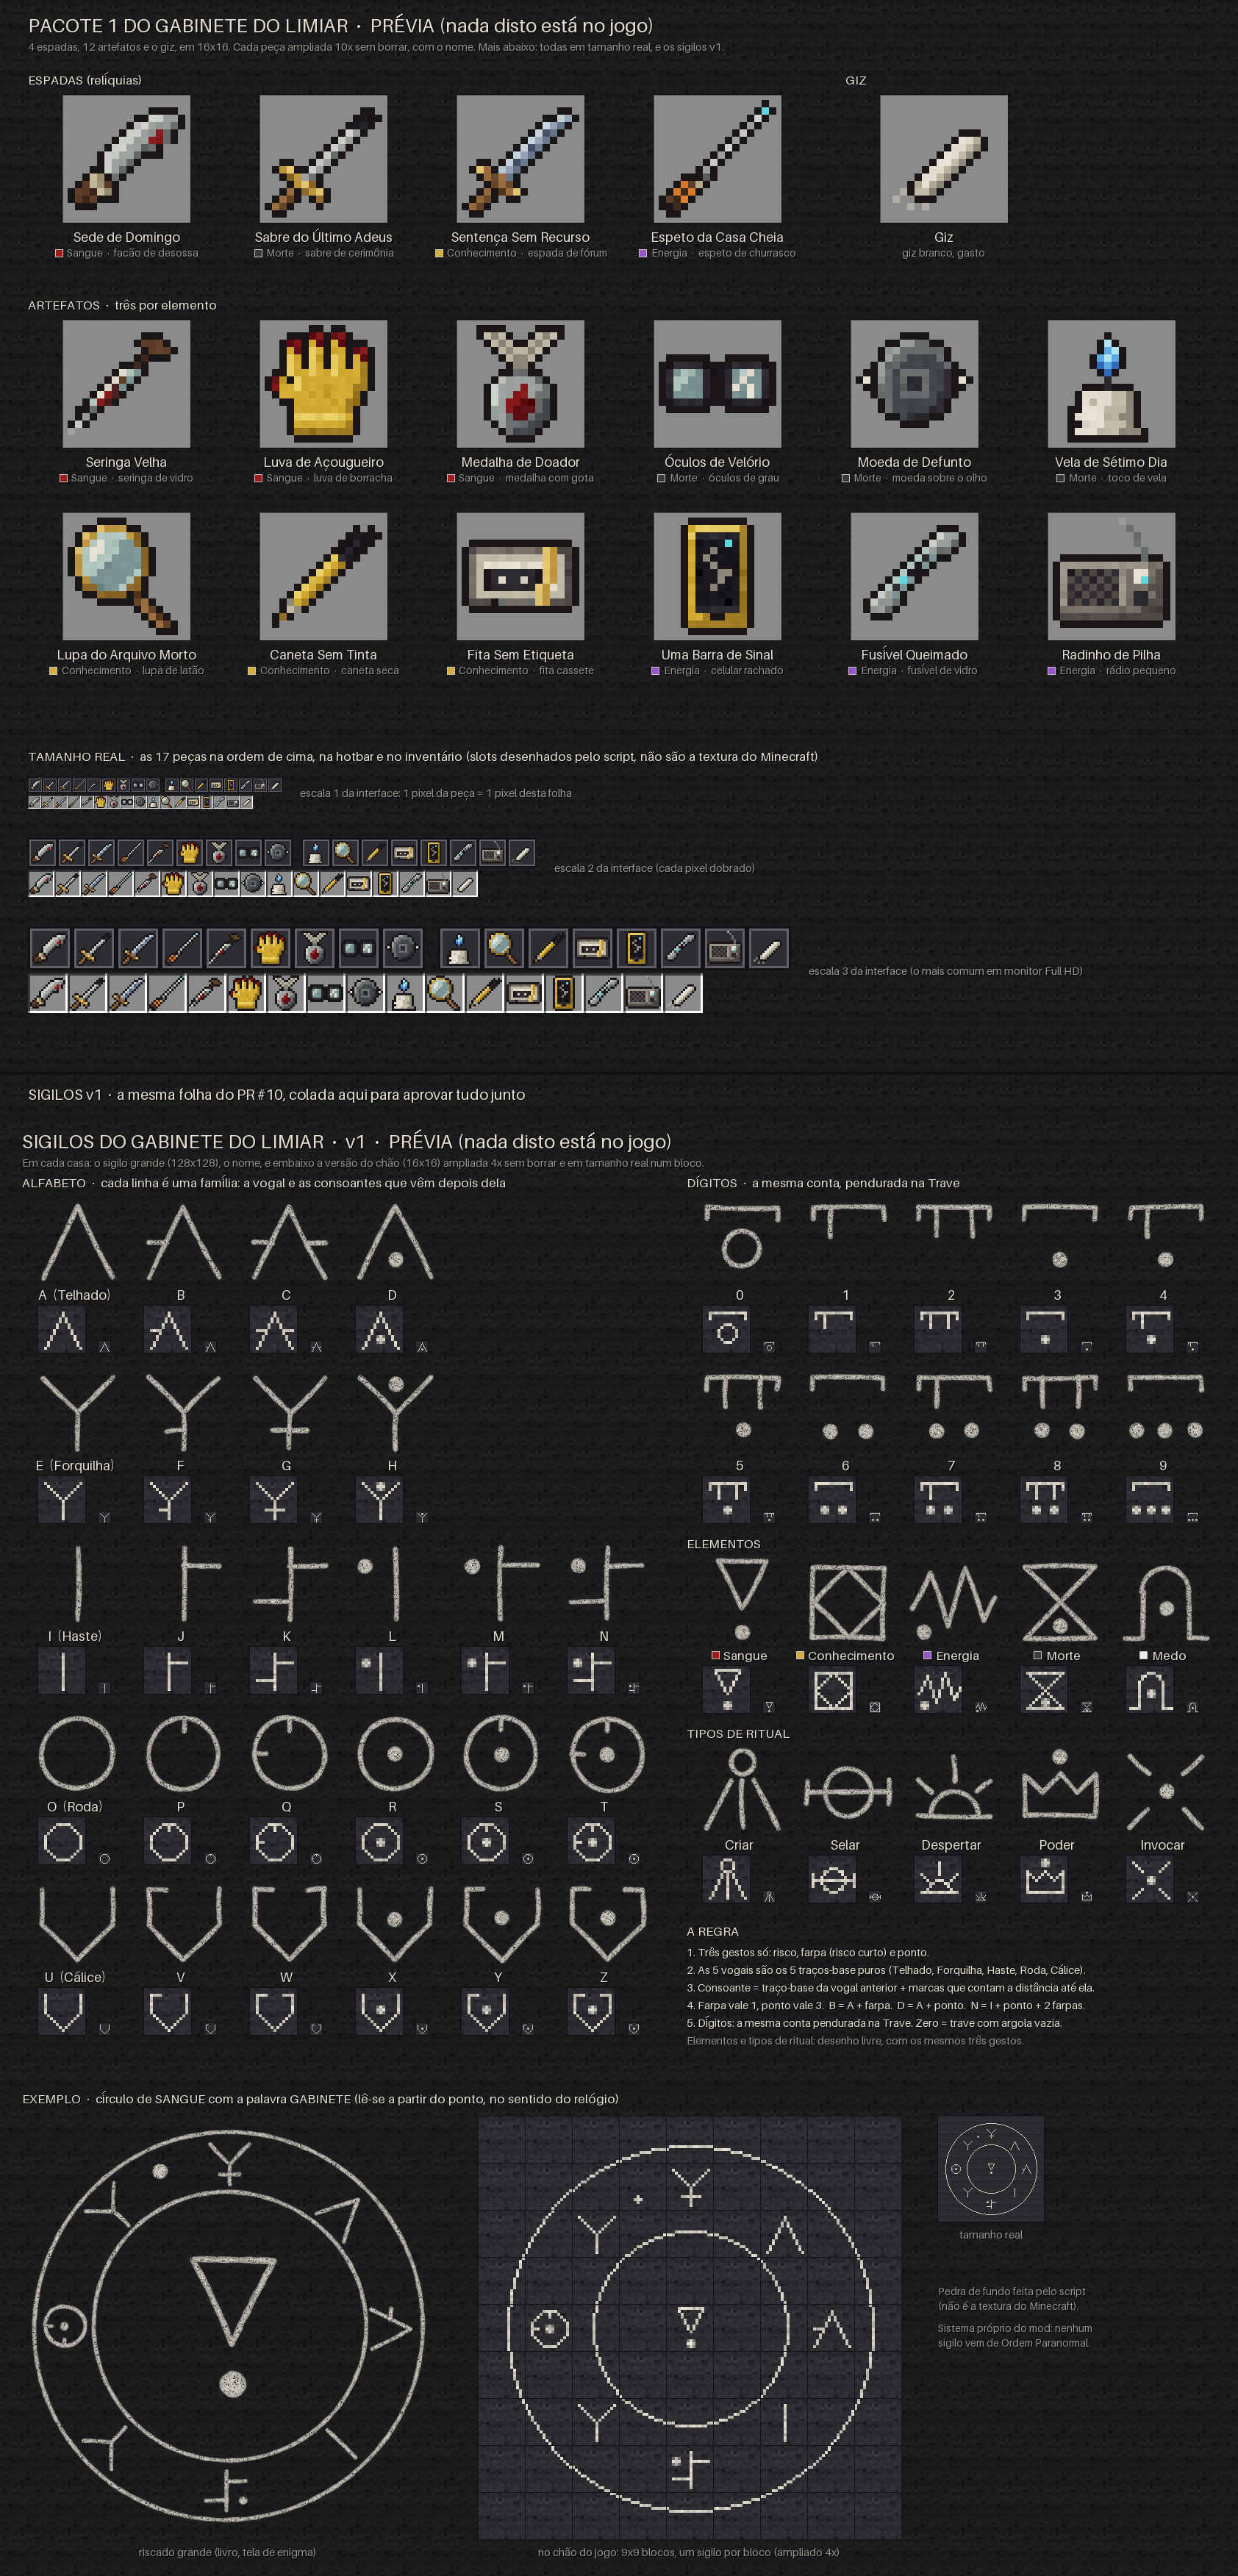 PACOTE 1 DO GABINETE DO LIMIAR · PRÉVIA (nada disto está no jogo)
4 espadas, 12 artefatos e o giz, em 16x16. Cada peça ampliada 10x sem borrar, com o nome. Mais abaixo: todas em tamanho real, e os sigilos v1.
ESPADAS (relíquias)
GIZ
Sede de Domingo
Sabre do Último Adeus
Sentença Sem Recurso
Espeto da Casa Cheia
Giz
Sangue · facão de desossa
Morte · sabre de cerimônia
Conhecimento · espada de fórum
Energia · espeto de churrasco
giz branco, gasto
ARTEFATOS · três por elemento
Seringa Velha
Luva de Açougueiro
Medalha de Doador
Óculos de Velório
Moeda de Defunto
Vela de Sétimo Dia
Sangue · seringa de vidro
Sangue · luva de borracha
Sangue · medalha com gota
Morte · óculos de grau
Morte · moeda sobre o olho
Morte · toco de vela
Lupa do Arquivo Morto
Caneta Sem Tinta
Fita Sem Etiqueta
Uma Barra de Sinal
Fusível Queimado
Radinho de Pilha
Conhecimento · lupa de latão
Conhecimento · caneta seca
Conhecimento · fita cassete
Energia · celular rachado
Energia · fusível de vidro
Energia · rádio pequeno
TAMANHO REAL · as 17 peças na ordem de cima, na hotbar e no inventário (slots desenhados pelo script, não são a textura do Minecraft)
escala 1 da interface: 1 pixel da peça = 1 pixel desta folha
escala 2 da interface (cada pixel dobrado)
escala 3 da interface (o mais comum em monitor Full HD)
SIGILOS v1 · a mesma folha do PR #10, colada aqui para aprovar tudo junto
SIGILOS DO GABINETE DO LIMIAR · v1 · PRÉVIA (nada disto está no jogo)
Em cada casa: o sigilo grande (128x128), o nome, e embaixo a versão do chão (16x16) ampliada 4x sem borrar e em tamanho real num bloco.
ALFABETO · cada linha é uma família: a vogal e as consoantes que vêm depois dela
A (Telhado)
B
C
D
E (Forquilha)
F
G
H
I (Haste)
J
K
L
M
N
O (Roda)
P
Q
R
S
T
U (Cálice)
V
W
X
Y
Z
DÍGITOS · a mesma conta, pendurada na Trave
0
1
2
3
4
5
6
7
8
9
ELEMENTOS
Sangue
Conhecimento
Energia
Morte
Medo
TIPOS DE RITUAL
Criar
Selar
Despertar
Poder
Invocar
A REGRA
1. Três gestos só: risco, farpa (risco curto) e ponto.
2. As 5 vogais são os 5 traços-base puros (Telhado, Forquilha, Haste, Roda, Cálice).
3. Consoante = traço-base da vogal anterior + marcas que contam a distância até ela.
4. Farpa vale 1, ponto vale 3. B = A + farpa. D = A + ponto. N = I + ponto + 2 farpas.
5. Dígitos: a mesma conta pendurada na Trave. Zero = trave com argola vazia.
Elementos e tipos de ritual: desenho livre, com os mesmos três gestos.
EXEMPLO · círculo de SANGUE com a palavra GABINETE (lê-se a partir do ponto, no sentido do relógio)
tamanho real
Pedra de fundo feita pelo script
(não é a textura do Minecraft).
Sistema próprio do mod: nenhum
sigilo vem de Ordem Paranormal.
riscado grande (livro, tela de enigma)
no chão do jogo: 9x9 blocos, um sigilo por bloco (ampliado 4x)